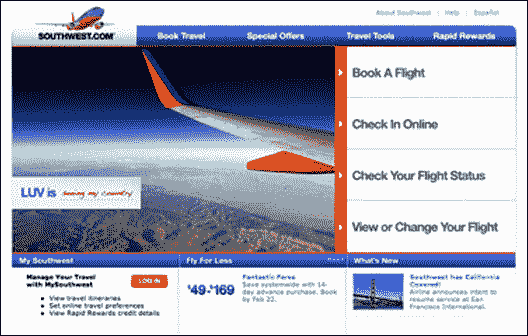 About Southwest | Help | Español
SOUTHWEST.COM
Book Travel
Special Offers
Travel Tools
Rapid Rewards
Book A Flight
Check In Online
Check Your Flight Status
View or Change Your Flight
LUV is seeing my country
My Southwest
Manage Your Travel
with MySouthwest
LOG IN
View travel itineraries
Set online travel preferences
View Rapid Rewards credit details
Fly For Less
$49-$169
Fantastic Fares
Save systemwide with 14-
day advance purchase. Book
by Feb 22.
What's New
Southwest has California
Covered!
Airline announces intent to
resume service at San
Francisco International